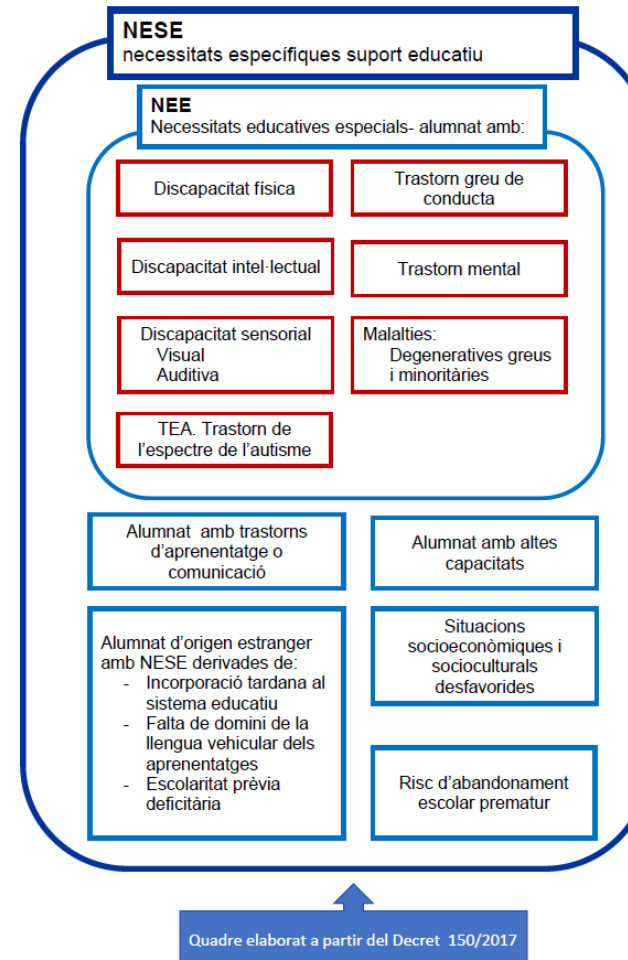 NESE
necessitats específiques suport educatiu
NEE
Necessitats educatives especials- alumnat amb:
Discapacitat física
Trastorn greu de
conducta
Discapacitat intel·lectual
Trastorn mental
Discapacitat sensorial
Visual
Auditiva
Malalties:
Degeneratives greus
i minoritàries
TEA. Trastorn de
l'espectre de l'autisme
Alumnat amb trastorns
d'aprenentatge o
comunicació
Alumnat amb altes
capacitats
Alumnat d'origen estranger
amb NESE derivades de:
- Incorporació tardana al
sistema educatiu
- Falta de domini de la
llengua vehicular dels
aprenentatges
- Escolaritat prèvia
deficitària
Situacions
socioeconòmiques i
socioculturals
desfavorides
Risc d'abandonament
escolar prematur
Quadre elaborat a partir del Decret 150/2017